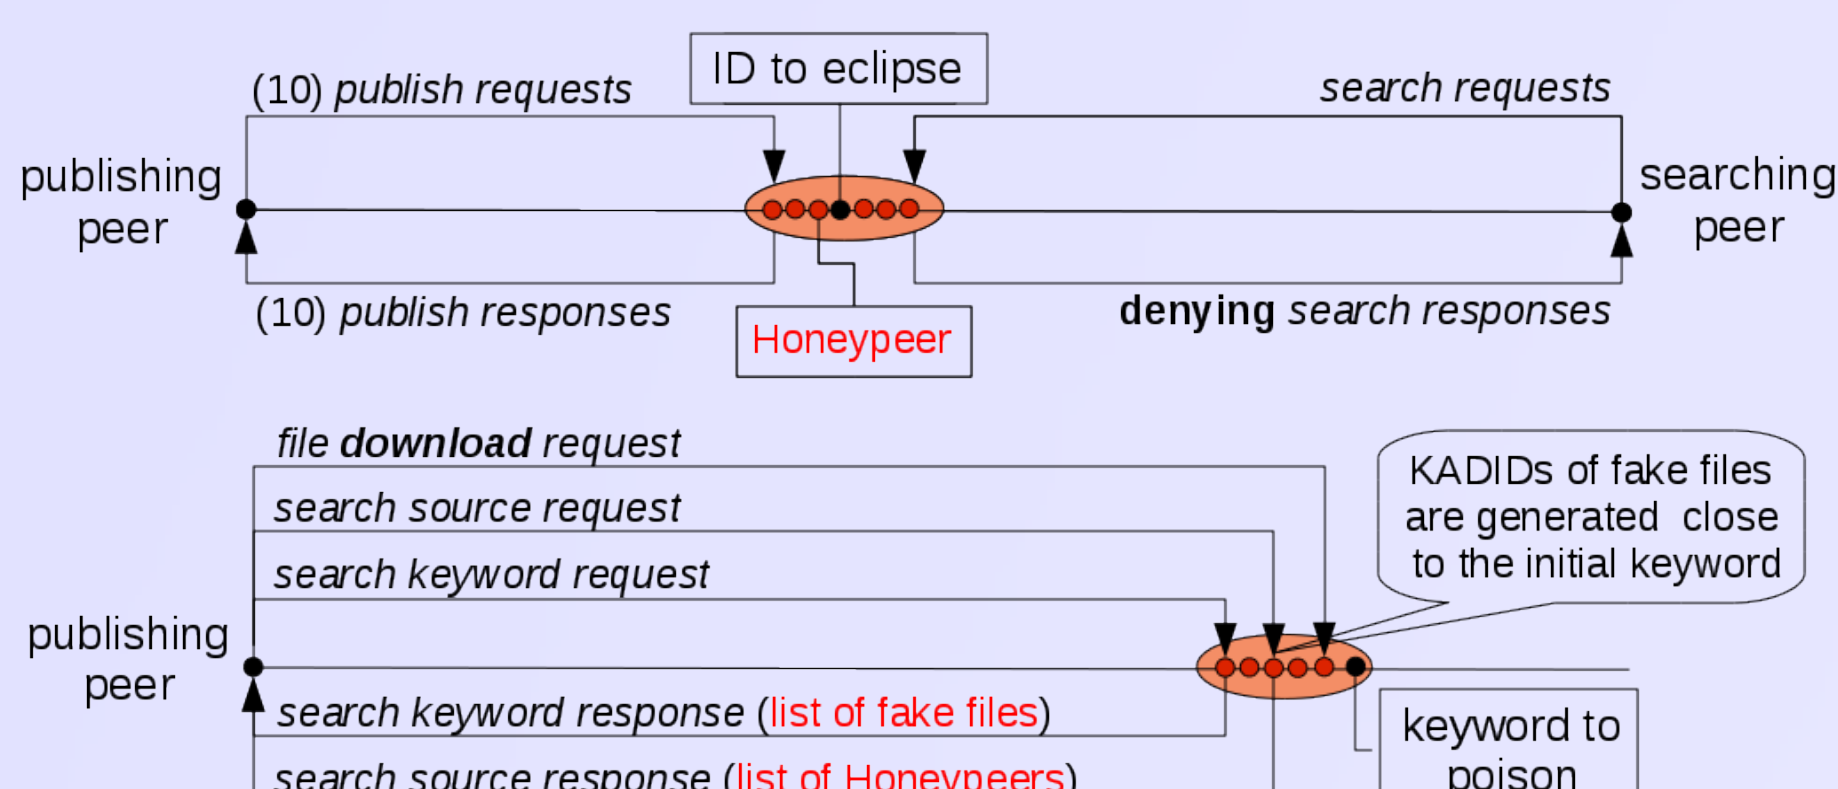 ID to eclipse
(10) publish requests
search requests
publishing
peer
searching
peer
(10) publish responses
denying search responses
Honeypeer
file download request
search source request
search keyword request
KADIDs of fake files
are generated close
to the initial keyword
publishing
peer
search keyword response (list of fake files)
keyword to
poison
search source response (list of Honeypeers)